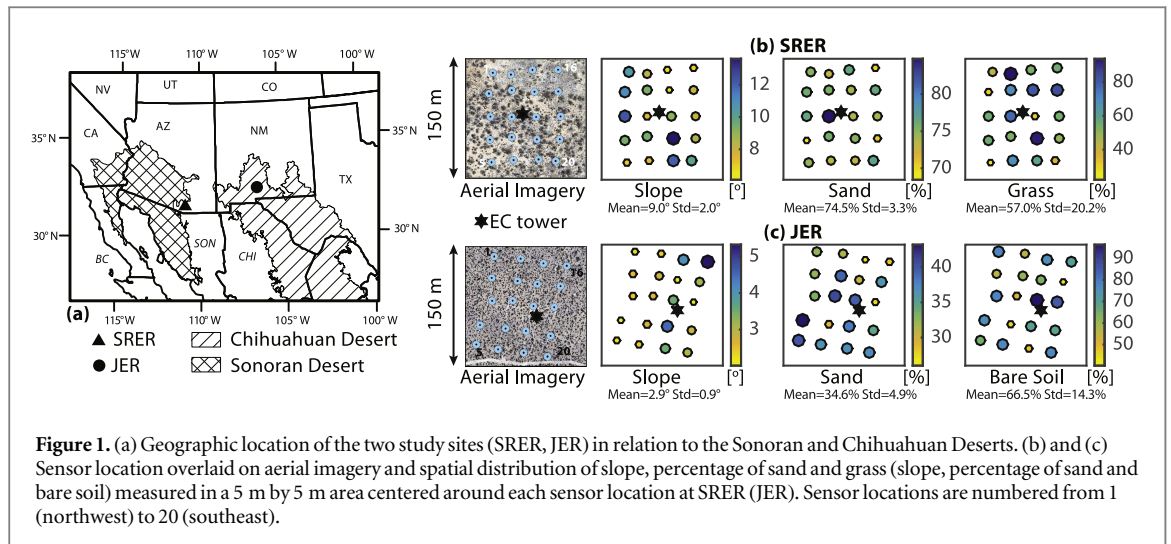 115°W 110°W 105°W 100°W
NV UT CO
35°N CA AZ NM 35°N
TX
30°N BC SON CHI 30°N
(a)
115°W 110°W 105°W 100°W
SRER Chihuahuan Desert
JER Sonoran Desert
(b) SRER
150 m
1 16
5 20
12 10 8
80 75 70
80 60 40
Aerial Imagery Slope [°] Sand [%] Grass [%]
Mean=9.0° Std=2.0° Mean=74.5% Std=3.3% Mean=57.0% Std=20.2%
EC tower
(c) JER
150 m
1 16
5 20
5 4 3
40 35 30
90 80 70 60 50
Aerial Imagery Slope [°] Sand [%] Bare Soil [%]
Mean=2.9° Std=0.9° Mean=34.6% Std=4.9% Mean=66.5% Std=14.3%
Figure 1. (a) Geographic location of the two study sites (SRER, JER) in relation to the Sonoran and Chihuahuan Deserts. (b) and (c)
Sensor location overlaid on aerial imagery and spatial distribution of slope, percentage of sand and grass (slope, percentage of sand and
bare soil) measured in a 5 m by 5 m area centered around each sensor location at SRER (JER). Sensor locations are numbered from 1
(northwest) to 20 (southeast).